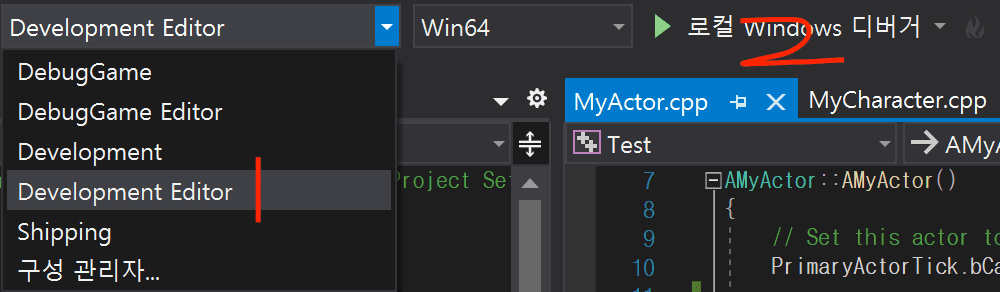 Development Editor
Win64
로컬 Windows 디버거
2
DebugGame
DebugGame Editor
Development
Development Editor
1
Shipping
구성 관리자...
MyActor.cpp
MyCharacter.cpp
Test
AMyA
Project Se
7 AMyActor::AMyActor()
8 {
9 // Set this actor to
10 PrimaryActorTick.bCa